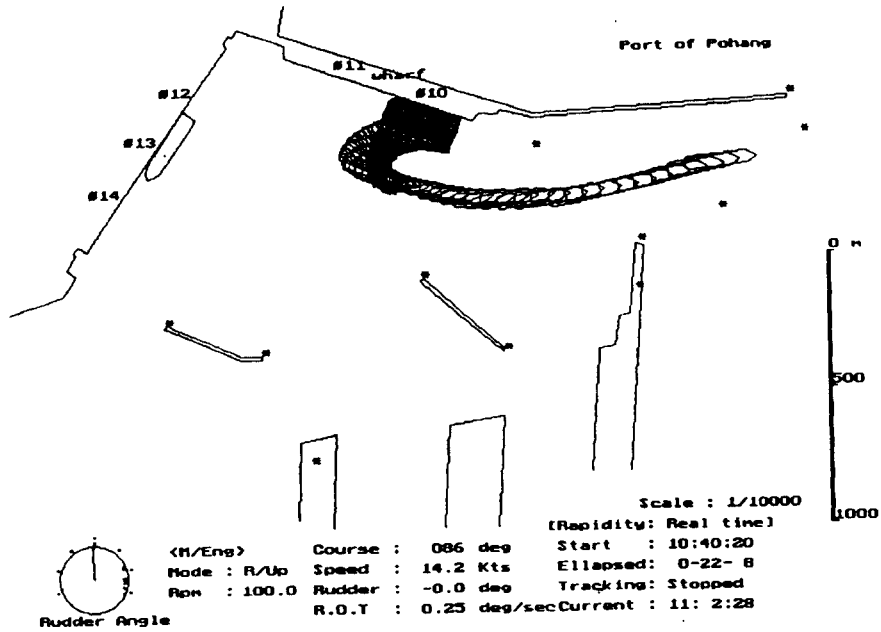 Port of Pohang
#11
wharf
#10
#12
#13
#14
0 M
500
1000
Scale : 1/10000
[Rapidity: Real time]
<M/Eng> Course : 086 deg Start : 10:40:20
Mode : R/Up Speed : 14.2 Kts Ellapsed: 0-22- 8
Rpm : 100.0 Rudder : -0.0 deg Tracking: Stopped
R.O.T : 0.25 deg/sec Current : 11: 2:28
Rudder Angle